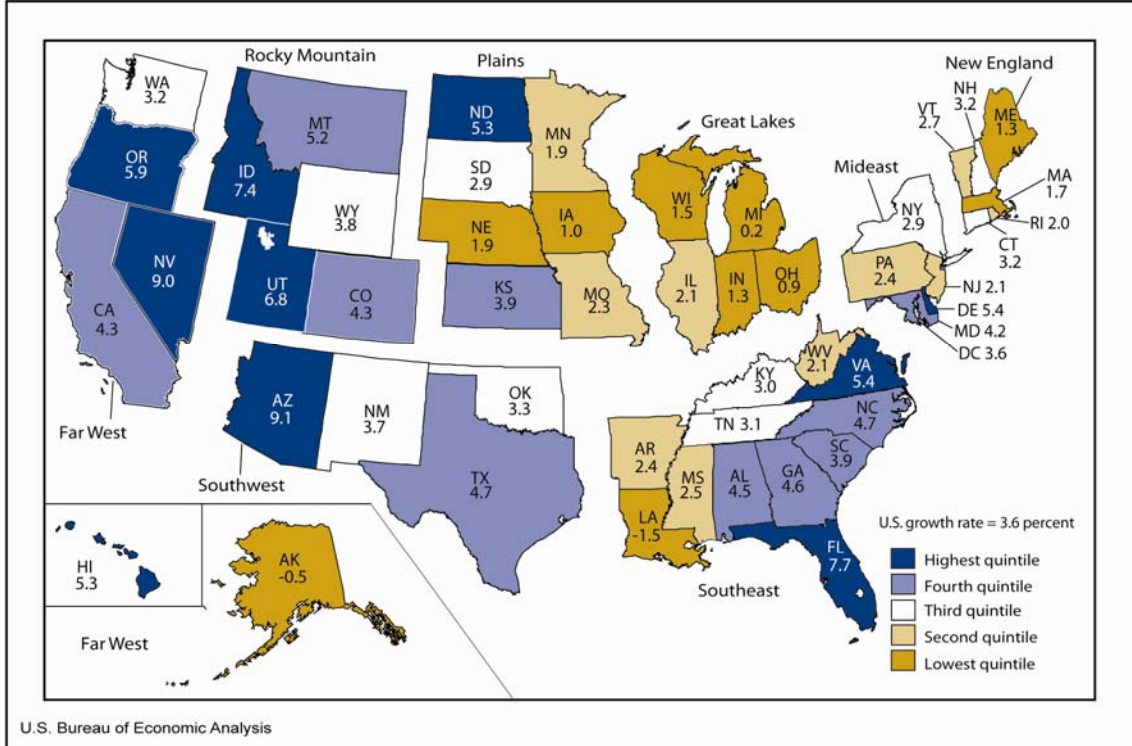 Rocky Mountain
Plains
New England
Great Lakes
Mideast
WA
3.2
OR
5.9
CA
4.3
NV
9.0
Far West
MT
5.2
ID
7.4
WY
3.8
UT
6.8
CO
4.3
AZ
9.1
NM
3.7
OK
3.3
TX
4.7
Southwest
ND
5.3
SD
2.9
NE
1.9
KS
3.9
MN
1.9
IA
1.0
MO
2.3
WI
1.5
MI
0.2
IL
2.1
IN
1.3
OH
0.9
VT
2.7
NH
3.2
ME
1.3
MA
1.7
RI 2.0
CT
3.2
NY
2.9
PA
2.4
NJ 2.1
DE 5.4
MD 4.2
DC 3.6
WV
2.1
VA
5.4
KY
3.0
TN 3.1
NC
4.7
SC
3.9
AR
2.4
MS
2.5
AL
4.5
GA
4.6
LA
-1.5
FL
7.7
Southeast
HI
5.3
AK
-0.5
Far West
U.S. growth rate = 3.6 percent
Highest quintile
Fourth quintile
Third quintile
Second quintile
Lowest quintile
U.S. Bureau of Economic Analysis